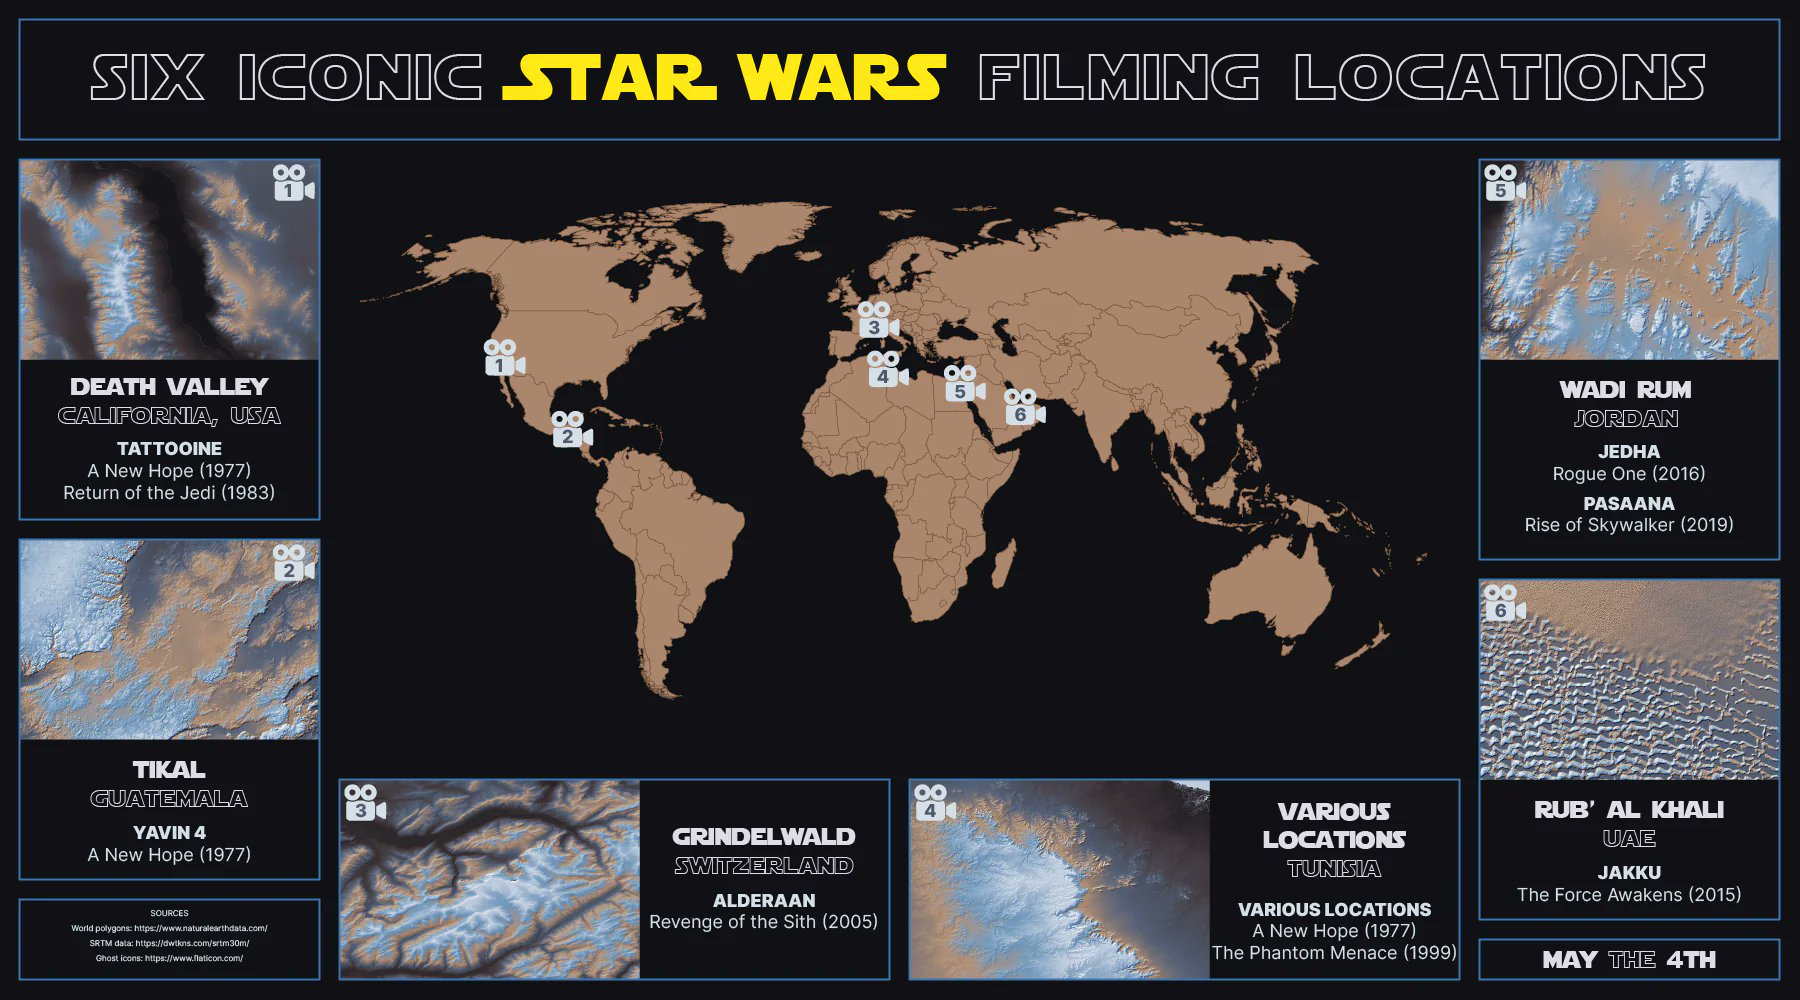 SIX ICONIC STAR WARS FILMING LOCATIONS
1
DEATH VALLEY
CALIFORNIA, USA
TATTOOINE
A New Hope (1977)
Return of the Jedi (1983)
2
TIKAL
GUATEMALA
YAVIN 4
A New Hope (1977)
SOURCES
World polygons: https://www.naturalearthdata.com/
SRTM data: https://dwtkns.com/srtm30m/
Ghost icons: https://www.flaticon.com/
1
2
3
4
5
6
3
GRINDELWALD
SWITZERLAND
ALDERAAN
Revenge of the Sith (2005)
4
VARIOUS
LOCATIONS
TUNISIA
VARIOUS LOCATIONS
A New Hope (1977)
The Phantom Menace (1999)
5
WADI RUM
JORDAN
JEDHA
Rogue One (2016)
PASAANA
Rise of Skywalker (2019)
6
RUB' AL KHALI
UAE
JAKKU
The Force Awakens (2015)
MAY THE 4TH